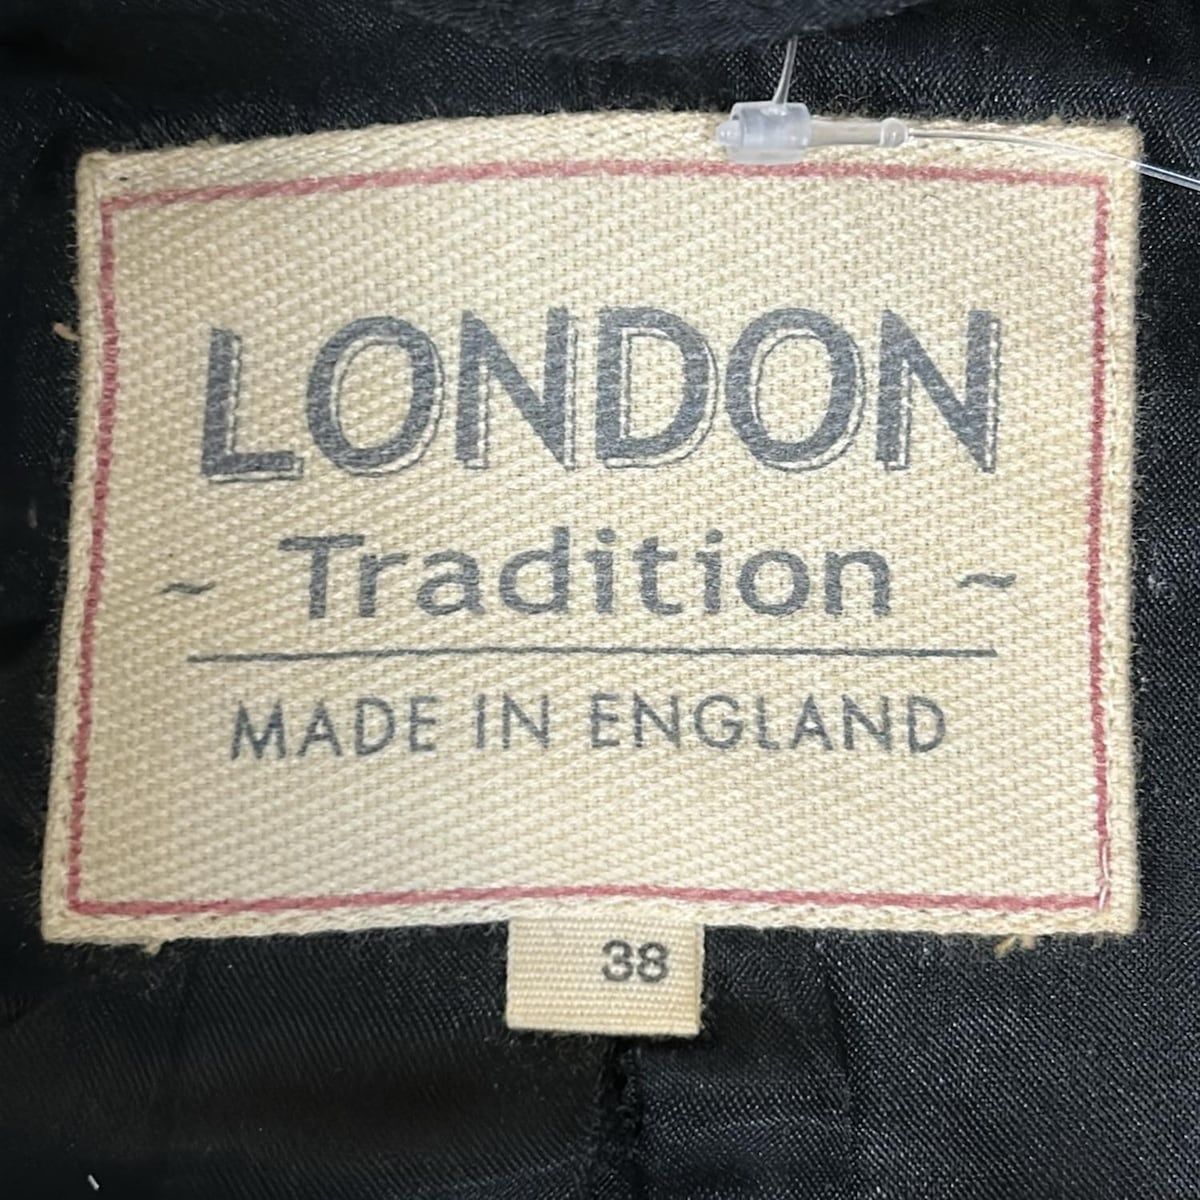 LONDON
~ Tradition ~
MADE IN ENGLAND
38